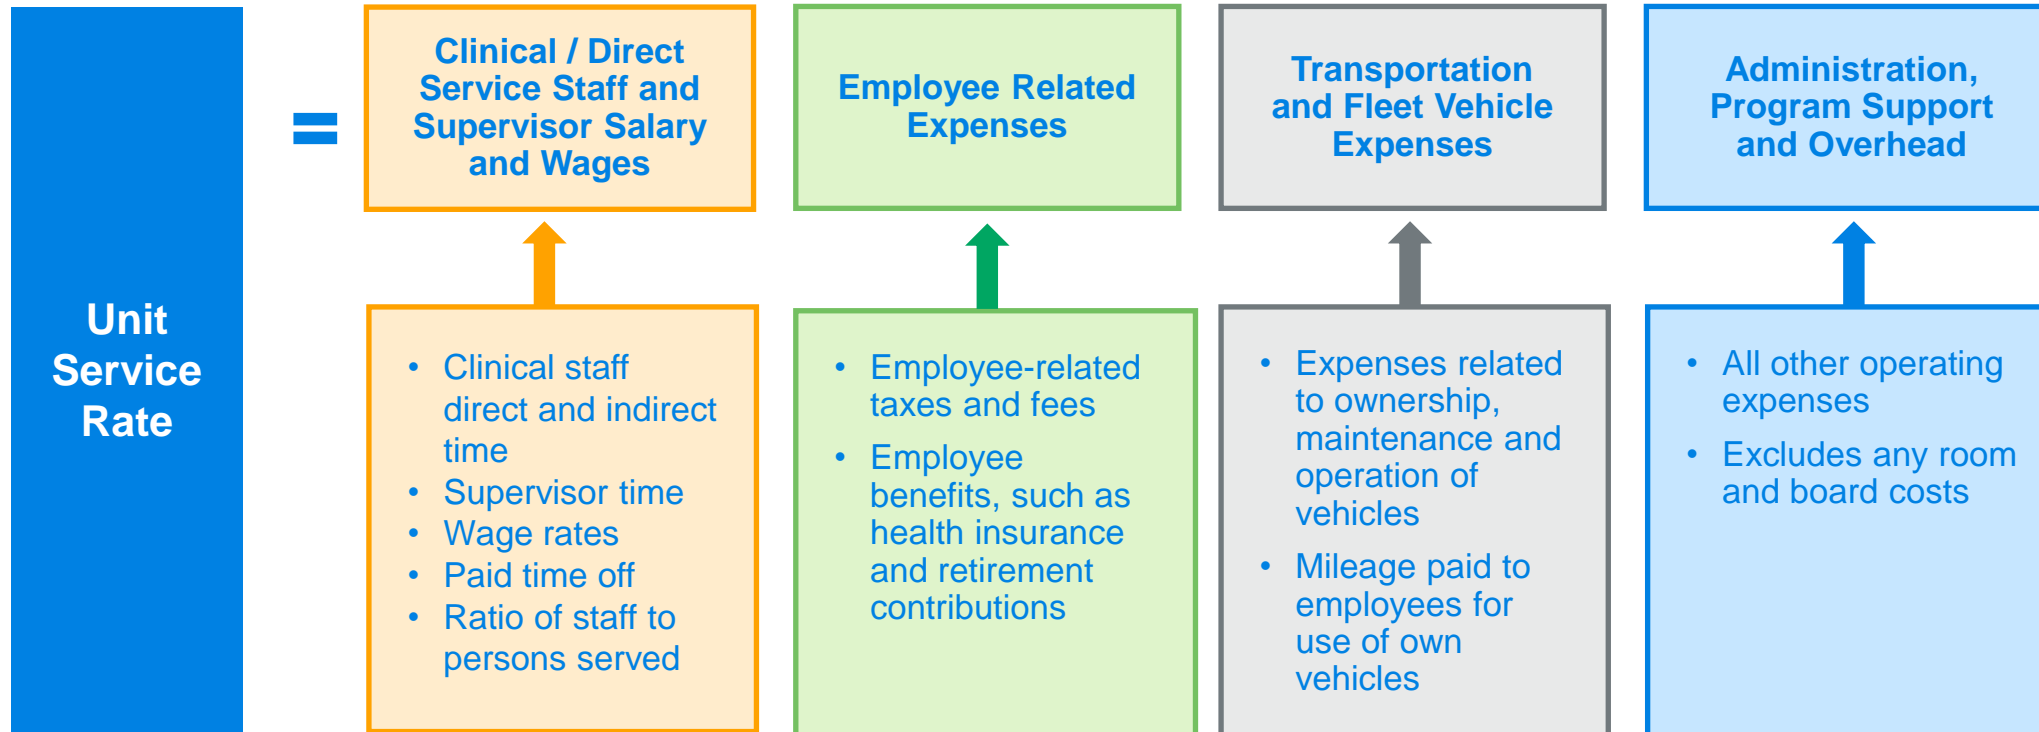 Unit
Service
Rate
=
Clinical / Direct
Service Staff and
Supervisor Salary
and Wages
• Clinical staff
direct and indirect
time
• Supervisor time
• Wage rates
• Paid time off
• Ratio of staff to
persons served
Employee Related
Expenses
• Employee-related
taxes and fees
• Employee
benefits, such as
health insurance
and retirement
contributions
Transportation
and Fleet Vehicle
Expenses
• Expenses related
to ownership,
maintenance and
operation of
vehicles
• Mileage paid to
employees for
use of own
vehicles
Administration,
Program Support
and Overhead
• All other operating
expenses
• Excludes any room
and board costs